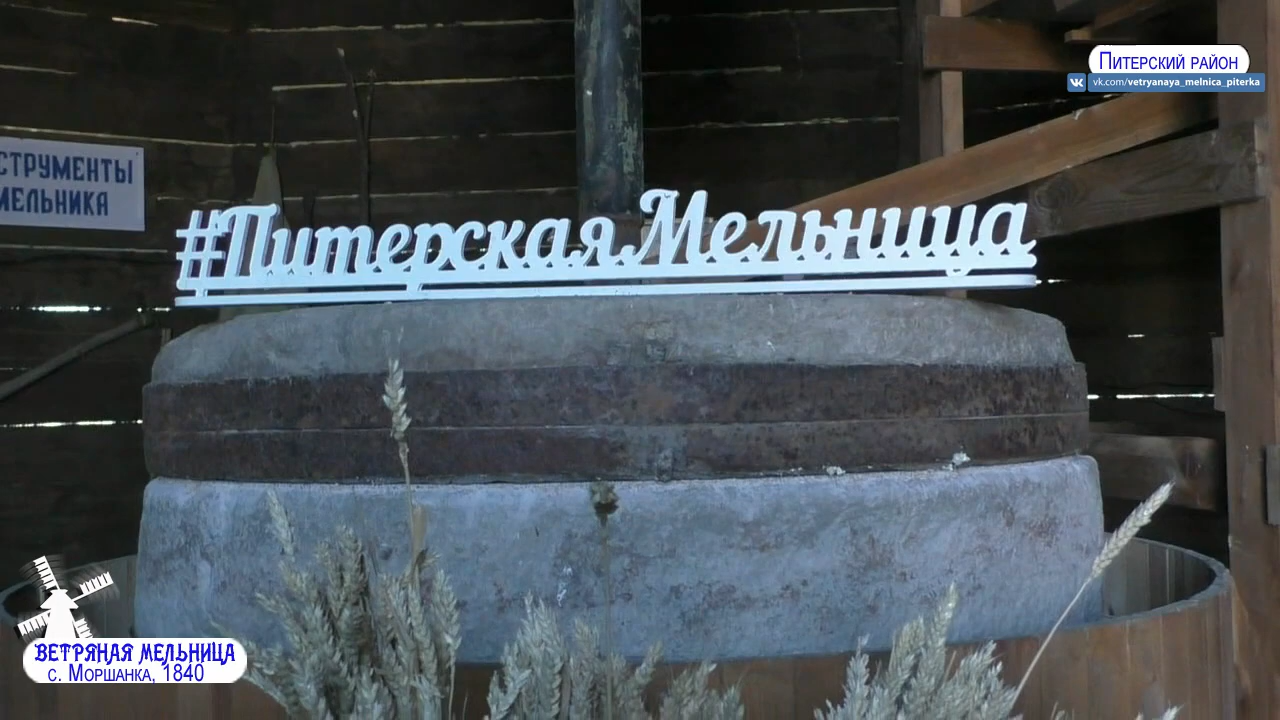 Питерский район
vk.com/vetryanaya_melnica_piterka
СТРУМЕНТЫ
МЕЛЬНИКА
#ПитерскаяМельница
ВЕТРЯНАЯ МЕЛЬНИЦА
с. Моршанка, 1840